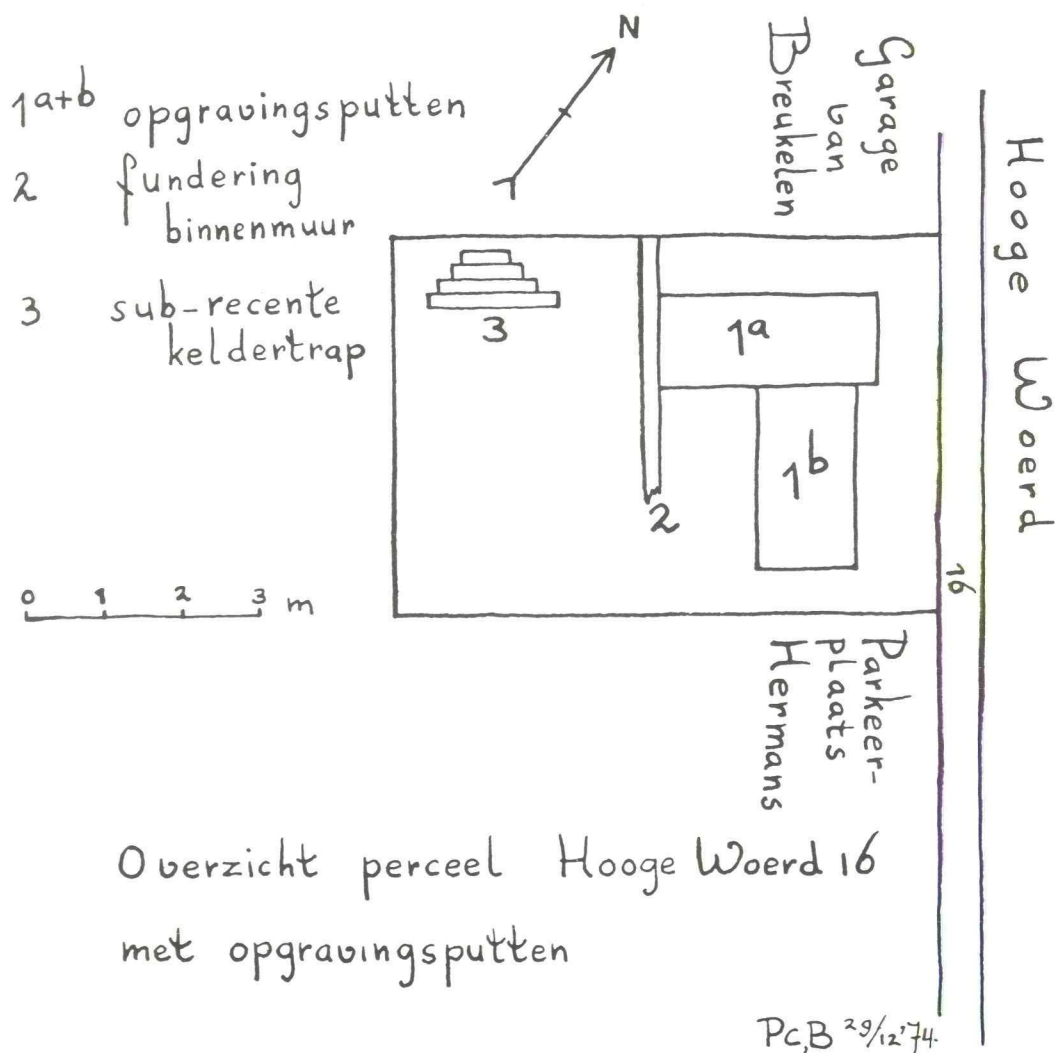 N
1a+b opgravingsputten
2 fundering
binnenmuur
3 sub-recente
keldertrap
Garage
van
Breukelen
Hooge Woerd
3
1a
1b
2
16
0 1 2 3 m
Parkeer-
plaats
Hermans
Overzicht perceel Hooge Woerd 16
met opgravingsputten
PC,B 29/12'74.